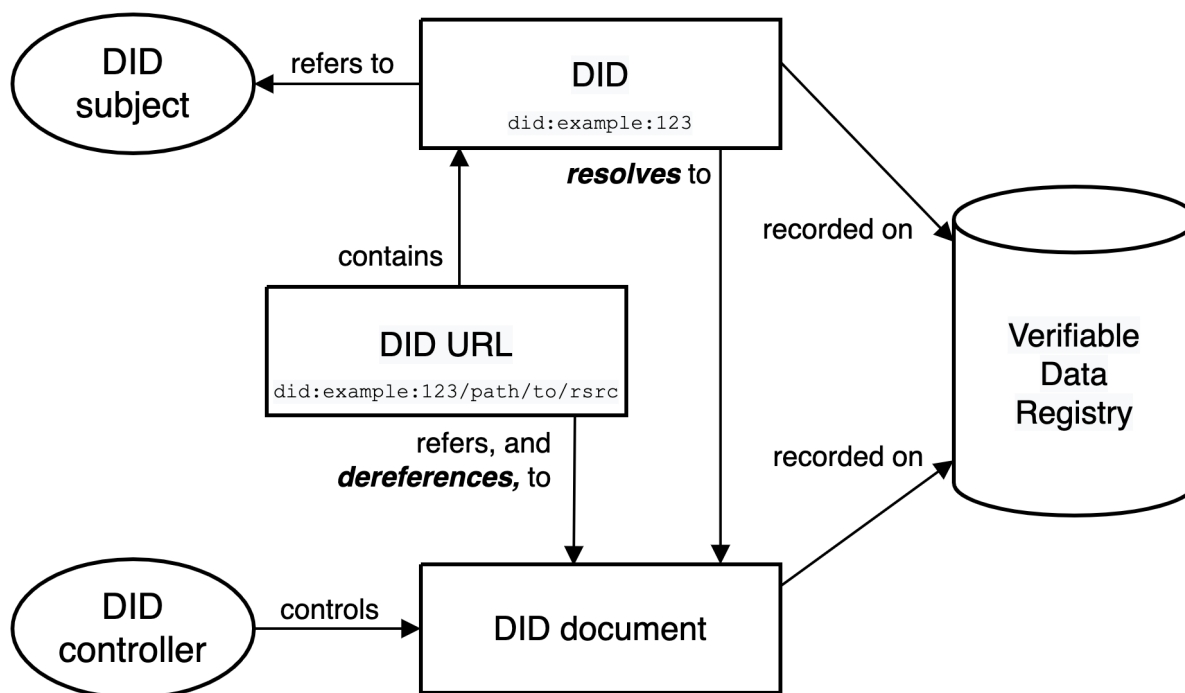 DID
subject
refers to
DID
did:example:123
resolves to
recorded on
contains
DID URL
did:example:123/path/to/rsrc
Verifiable
Data
Registry
refers, and
dereferences, to
recorded on
DID
controller
controls
DID document